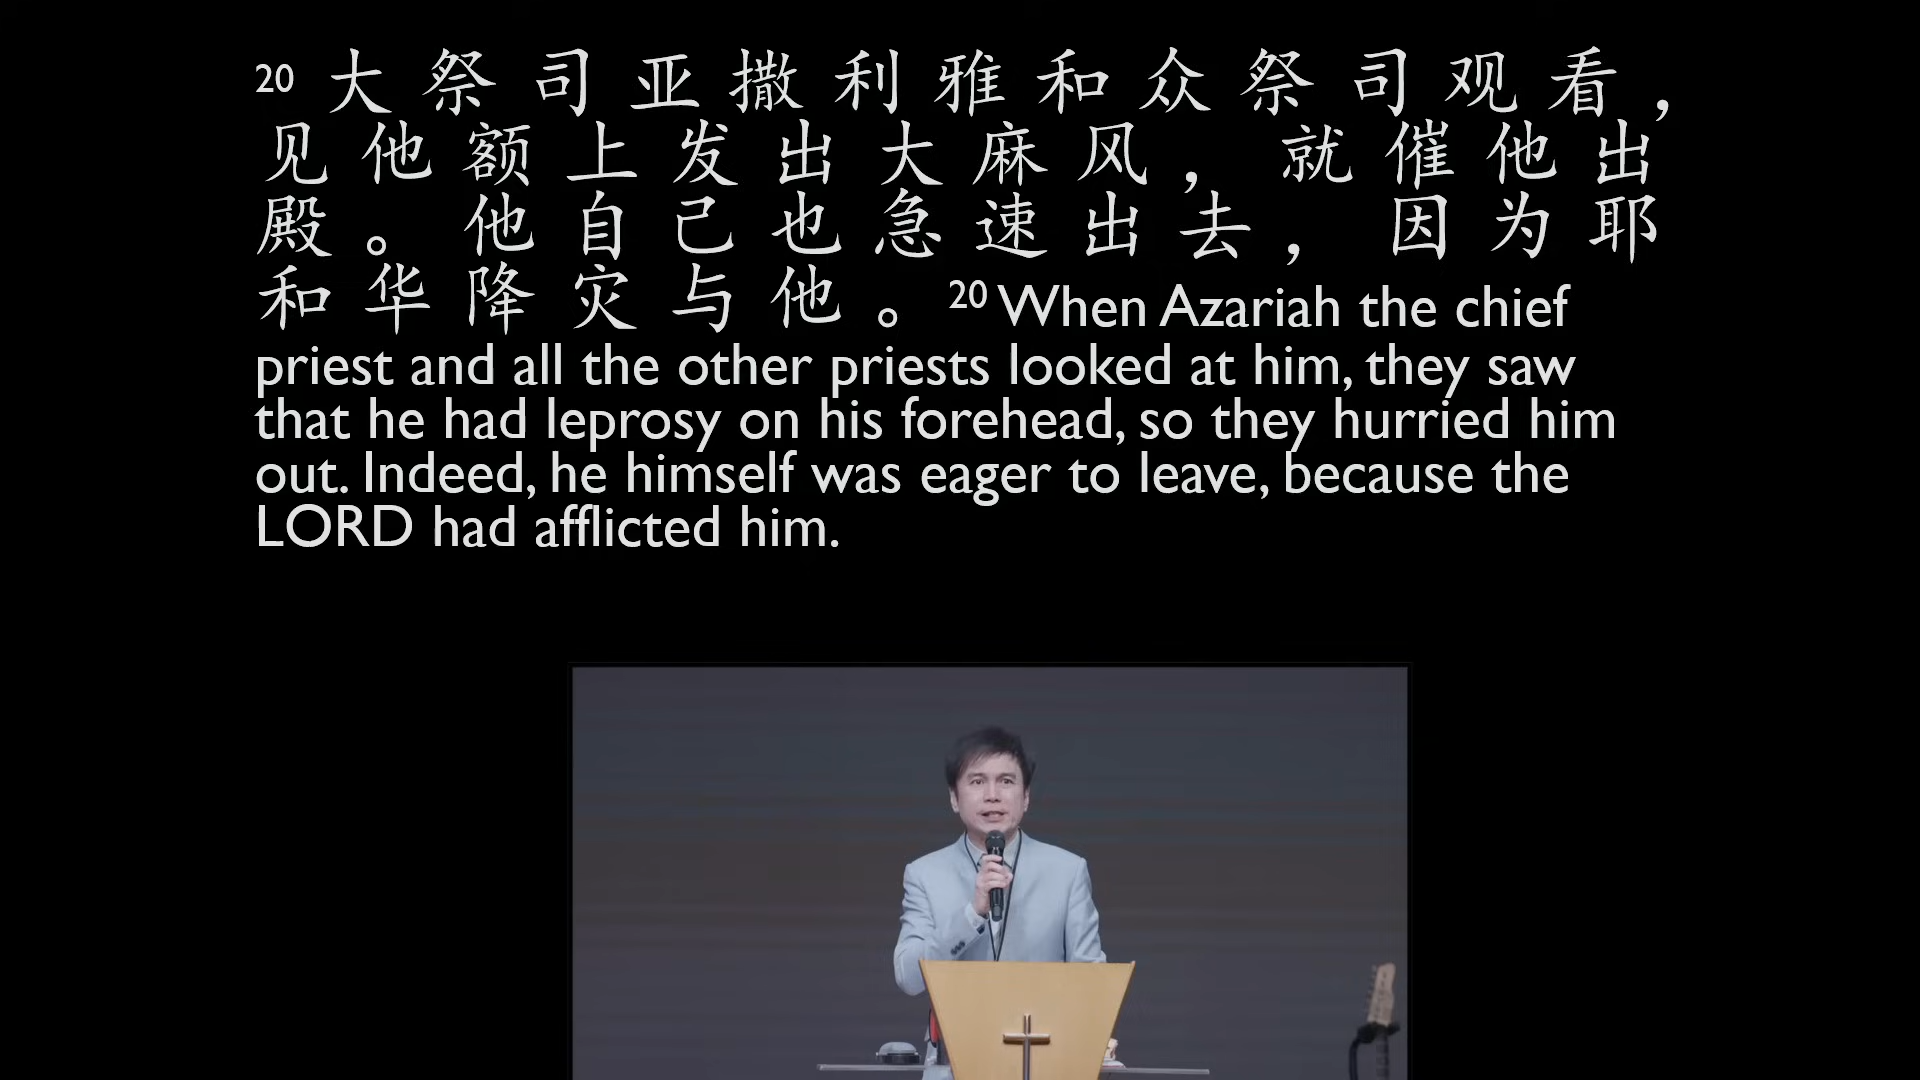 20 大祭司亚撒利雅和众祭司观看，
见他额上发出大麻风，就催他出
殿。他自己也急速出去，因为耶
和华降灾与他。20 When Azariah the chief
priest and all the other priests looked at him, they saw
that he had leprosy on his forehead, so they hurried him
out. Indeed, he himself was eager to leave, because the
LORD had afflicted him.